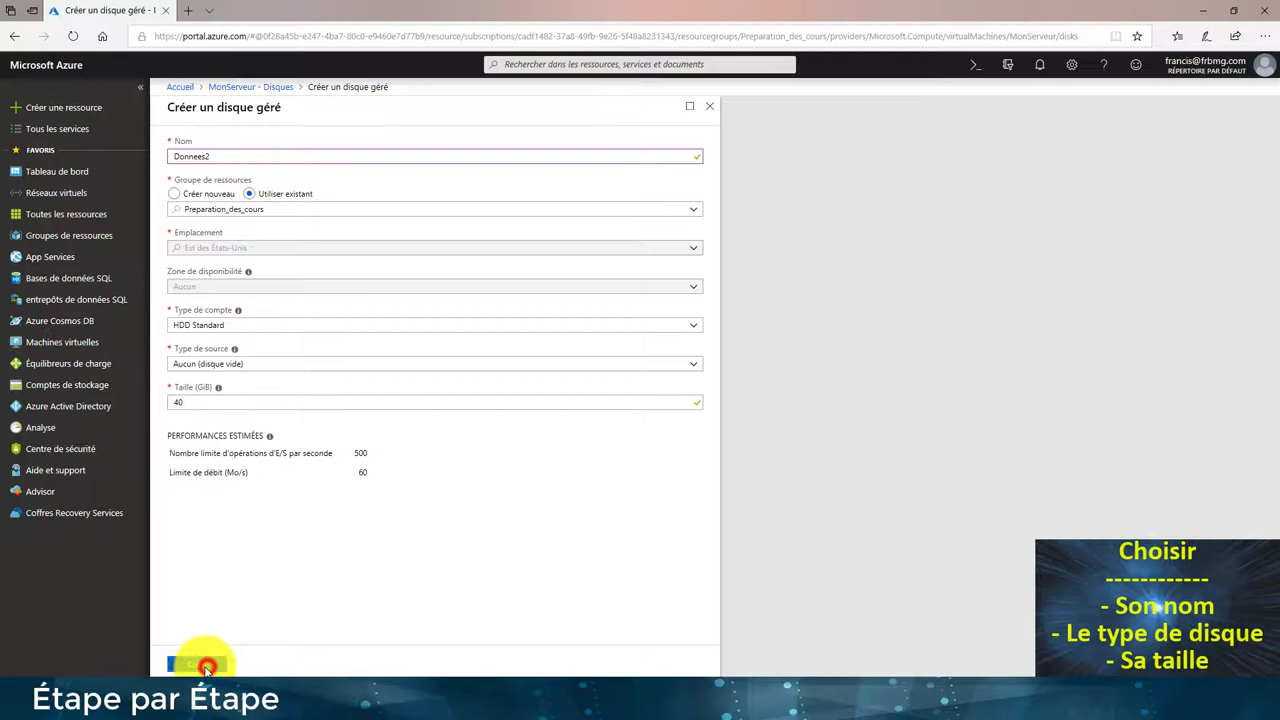 Créer un disque géré - I
https://portal.azure.com/#@0f28a45b-e247-4ba7-80c0-e9460e7d77b9/resource/subscriptions/cadf1482-37a8-49fb-9e26-5f48a8231343/resourcegroups/Preparation_des_cours/providers/Microsoft.Compute/virtualMachines/MonServeur/disks
Microsoft Azure
Rechercher dans les ressources, services et documents
francis@frbmg.com
RÉPERTOIRE PAR DÉFAUT
Créer une ressource
Tous les services
FAVORIS
Tableau de bord
Réseaux virtuels
Toutes les ressources
Groupes de ressources
App Services
Bases de données SQL
entrepôts de données SQL
Azure Cosmos DB
Machines virtuelles
Équilibreurs de charge
Comptes de stockage
Azure Active Directory
Analyse
Centre de sécurité
Aide et support
Advisor
Coffres Recovery Services
Accueil > MonServeur - Disques > Créer un disque géré
Créer un disque géré
* Nom
Donnees2
* Groupe de ressources
Créer nouveau Utiliser existant
Preparation_des_cours
* Emplacement
Est des États-Unis
Zone de disponibilité
Aucun
* Type de compte
HDD Standard
* Type de source
Aucun (disque vide)
* Taille (GiB)
40
PERFORMANCES ESTIMÉES
Nombre limite d'opérations d'E/S par seconde 500
Limite de débit (Mo/s) 60
Choisir
------------
- Son nom
- Le type de disque
- Sa taille
Étape par Étape